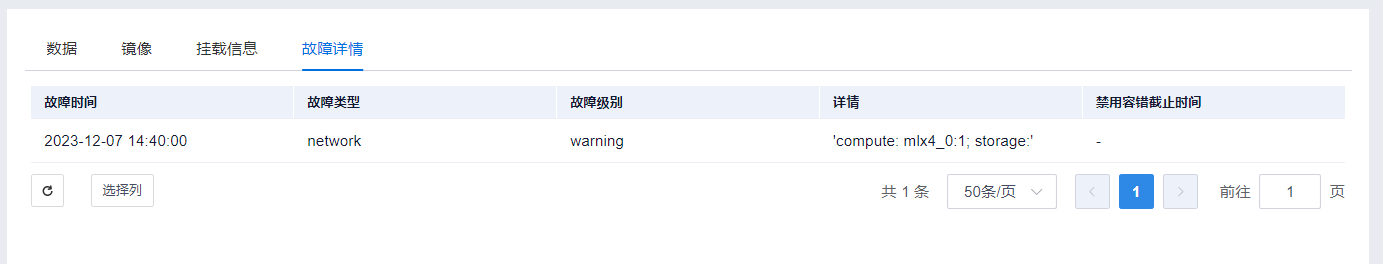 数据 镜像 挂载信息 故障详情
故障时间 故障类型 故障级别 详情 禁用容错截止时间
2023-12-07 14:40:00 network warning 'compute: mlx4_0:1; storage:' -
选择列 共 1 条 50条/页 1 前往 1 页